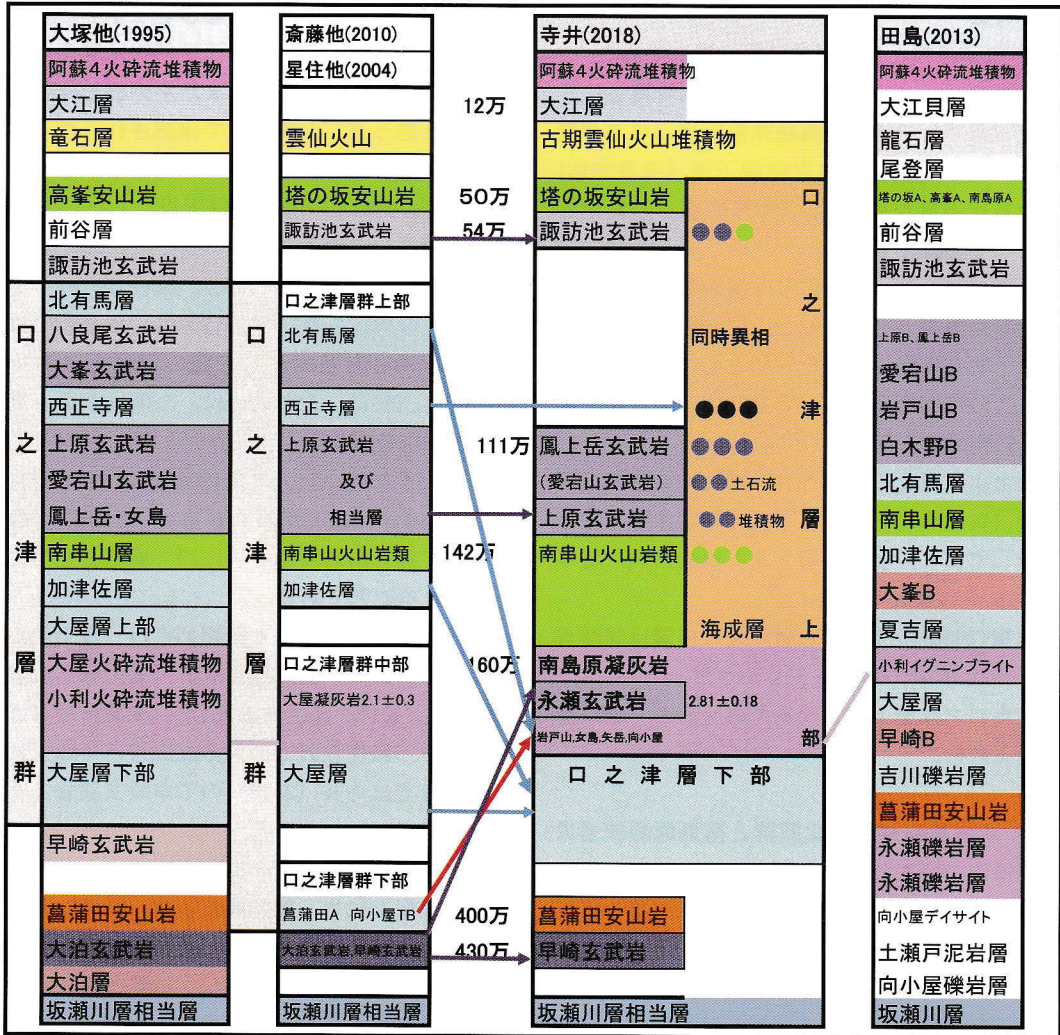 大塚他(1995)
阿蘇4火砕流堆積物
大江層
竜石層
高峯安山岩
前谷層
諏訪池玄武岩
口之津層群
北有馬層
八良尾玄武岩
大峯玄武岩
西正寺層
上原玄武岩
愛宕山玄武岩
鳳上岳・女島
南串山層
加津佐層
大屋層上部
大屋火砕流堆積物
小利火砕流堆積物
大屋層下部
早崎玄武岩
菖蒲田安山岩
大泊玄武岩
大泊層
坂瀬川層相当層
斎藤他(2010)
星住他(2004)
雲仙火山
塔の坂安山岩
諏訪池玄武岩
口之津層群
口之津層群上部
北有馬層
西正寺層
上原玄武岩
及び
相当層
南串山火山岩類
加津佐層
口之津層群中部
大屋凝灰岩2.1±0.3
大屋層
口之津層群下部
菖蒲田A 向小屋TB
大泊玄武岩,早崎玄武岩
坂瀬川層相当層
12万
50万
54万
111万
142万
160万
400万
430万
寺井(2018)
阿蘇4火砕流堆積物
大江層
古期雲仙火山堆積物
塔の坂安山岩
諏訪池玄武岩
鳳上岳玄武岩
(愛宕山玄武岩)
上原玄武岩
南串山火山岩類
口之津層上部
同時異相
土石流
堆積物
海成層
南島原凝灰岩
永瀬玄武岩
2.81±0.18
岩戸山,女島,矢岳,向小屋
口之津層下部
菖蒲田安山岩
早崎玄武岩
坂瀬川層相当層
田島(2013)
阿蘇4火砕流堆積物
大江貝層
龍石層
尾登層
塔の坂A、高峯A、南島原A
前谷層
諏訪池玄武岩
上原B、鳳上岳B
愛宕山B
岩戸山B
白木野B
北有馬層
南串山層
加津佐層
大峯B
夏吉層
小利イグニンブライト
大屋層
早崎B
吉川礫岩層
菖蒲田安山岩
永瀬礫岩層
永瀬礫岩層
向小屋デイサイト
土瀬戸泥岩層
向小屋礫岩層
坂瀬川層